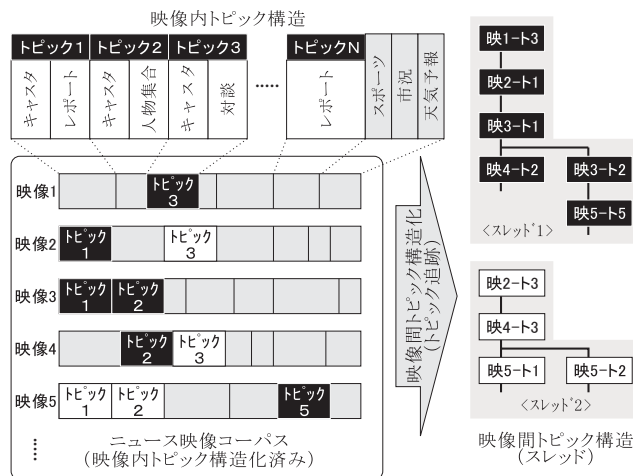 映像内トピック構造
トピック1 トピック2 トピック3 トピックN
キャスタ
レポート
キャスタ
人物集合
キャスタ
対談
.....
レポート
スポーツ
市況
天気予報
映像1
トピック
3
映像2
トピック
1
トピック
3
映像3
トピック
1
トピック
2
映像4
トピック
2
トピック
3
映像5
トピック
1
トピック
2
トピック
5
.....
ニュース映像コーパス
(映像内トピック構造化済み)
映像間トピック構造化
(トピック追跡)
映1-ト3
映2-ト1
映3-ト1
映4-ト2 映3-ト2
映5-ト5
<スレッド1>
映2-ト3
映4-ト3
映5-ト1 映5-ト2
<スレッド2>
映像間トピック構造
(スレッド)